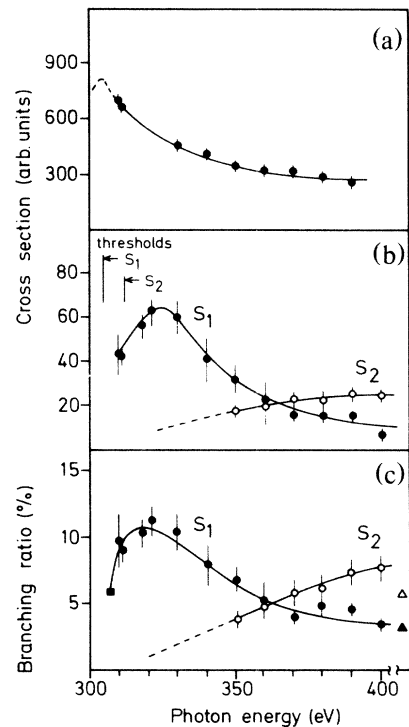 (a)
900
600
300
Cross section (arb. units)
thresholds
S1
S2
(b)
80
60
40
20
S1
S2
(c)
15
10
5
Branching ratio (%)
S1
S2
300
350
400
Photon energy (eV)